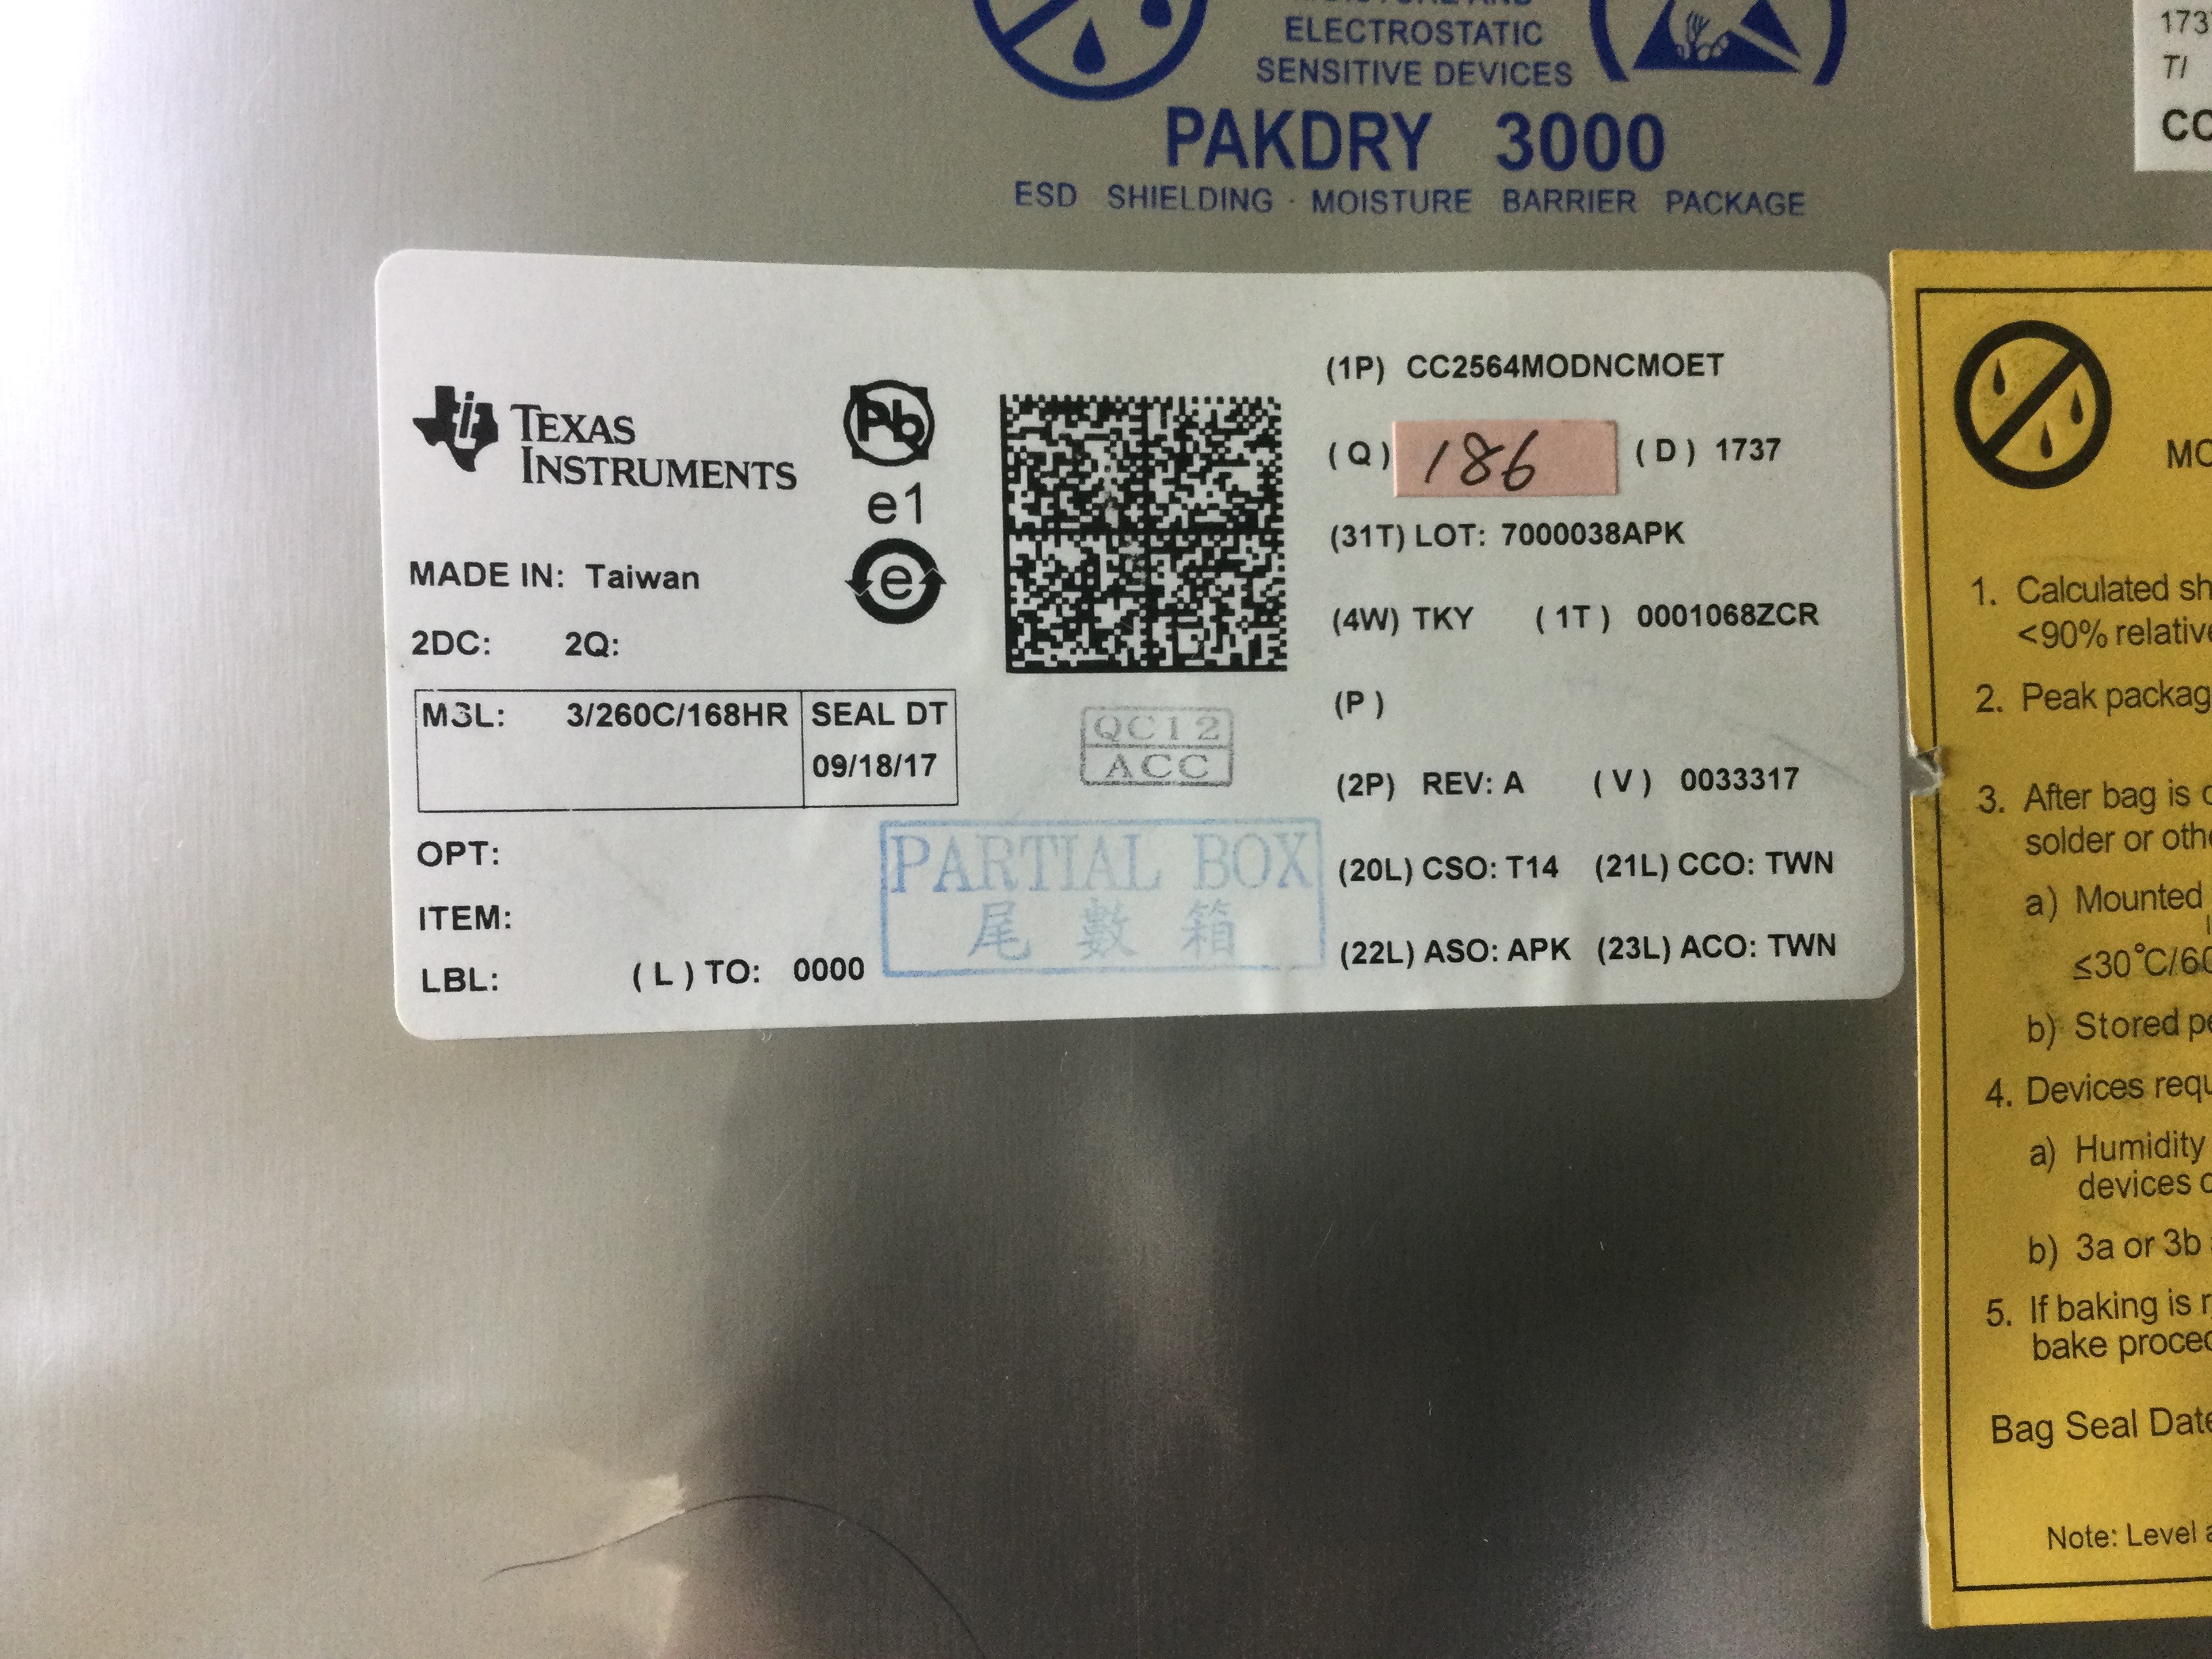 ELECTROSTATIC
SENSITIVE DEVICES
PAKDRY 3000
ESD SHIELDING · MOISTURE BARRIER PACKAGE
173
TI
CC
TEXAS
INSTRUMENTS
Pb
e1
e
MADE IN: Taiwan
2DC: 2Q:
MSL: 3/260C/168HR
SEAL DT
09/18/17
OPT:
ITEM:
LBL: (L) TO: 0000
QC12
ACC
PARTIAL BOX
尾數箱
(1P) CC2564MODNCMOET
(Q) 186 (D) 1737
(31T) LOT: 7000038APK
(4W) TKY (1T) 0001068ZCR
(P)
(2P) REV: A (V) 0033317
(20L) CSO: T14 (21L) CCO: TWN
(22L) ASO: APK (23L) ACO: TWN
MO
1. Calculated sh
<90% relative
2. Peak packag
3. After bag is
solder or oth
a) Mounted
≤30°C/60
b) Stored pe
4. Devices requ
a) Humidity
devices
b) 3a or 3b
5. If baking is
bake proced
Bag Seal Date
Note: Level